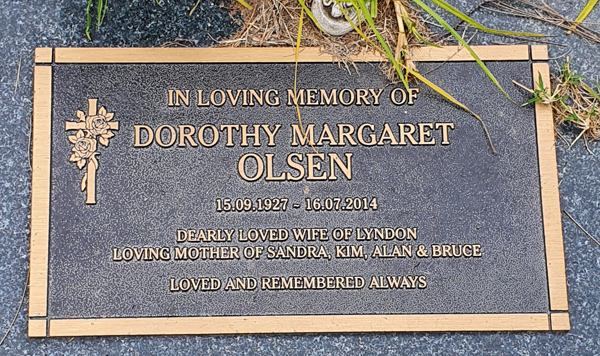 IN LOVING MEMORY OF
DOROTHY MARGARET
OLSEN
15.09.1927 ~ 16.07.2014
DEARLY LOVED WIFE OF LYNDON
LOVING MOTHER OF SANDRA, KIM, ALAN & BRUCE
LOVED AND REMEMBERED ALWAYS